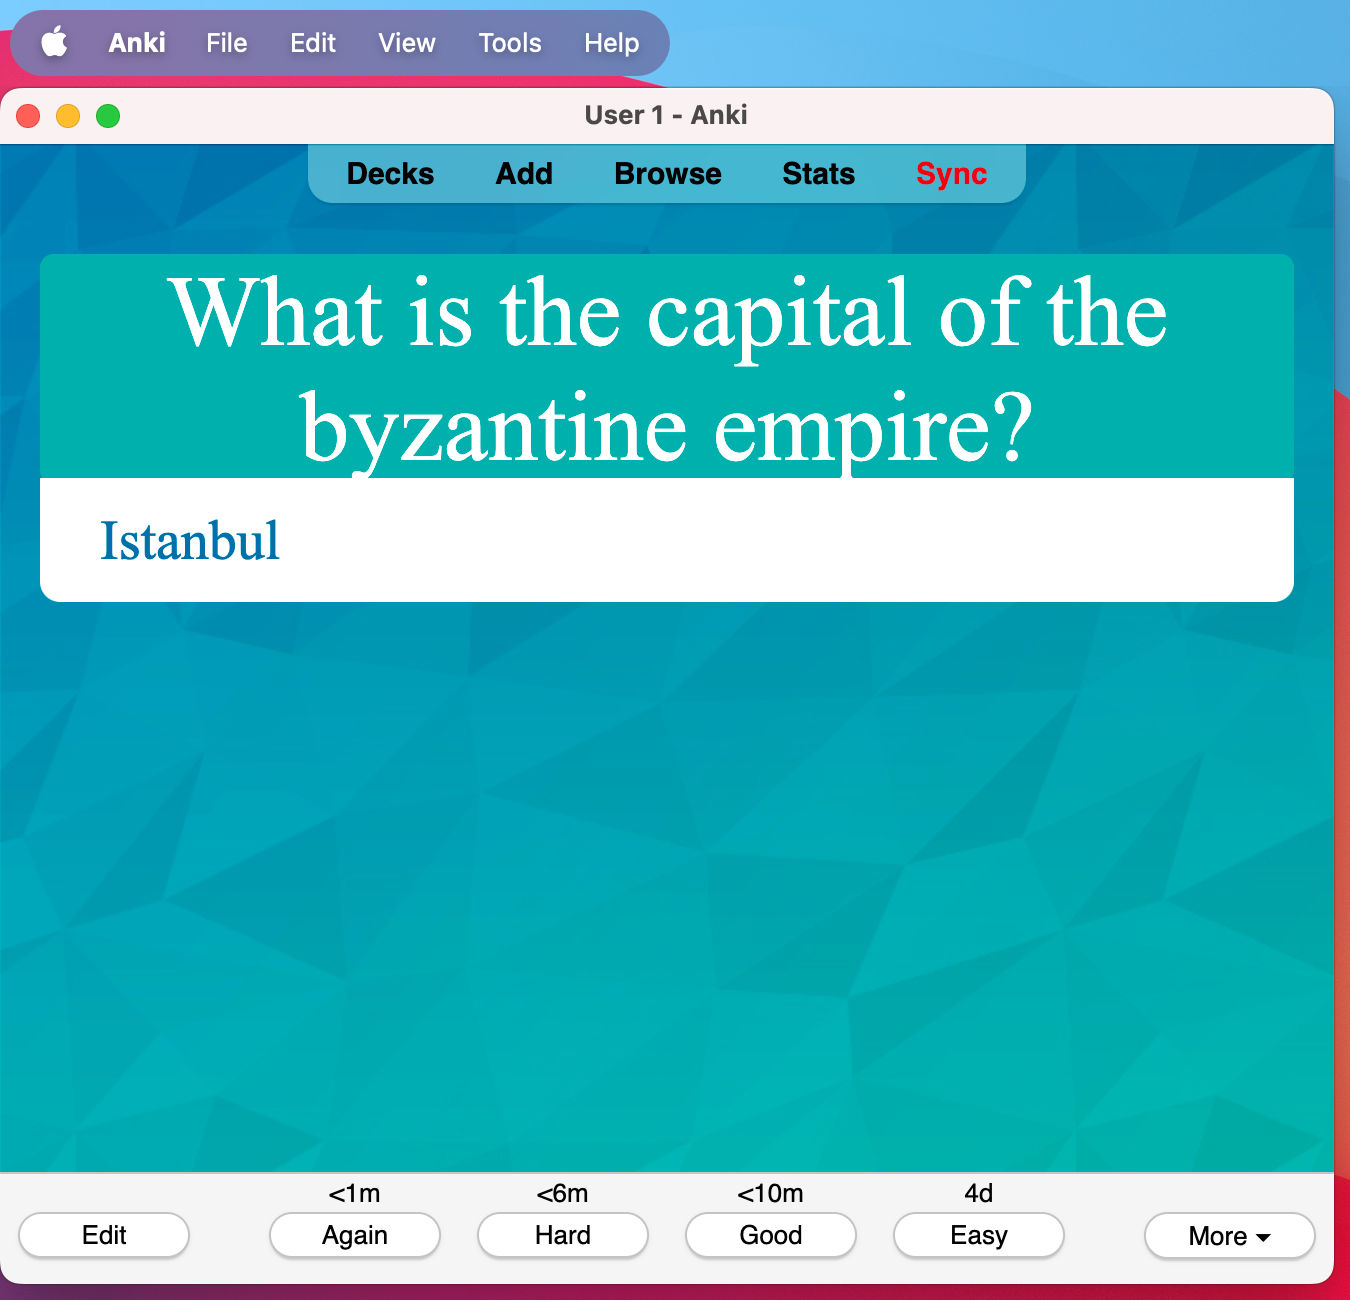 Anki File Edit View Tools Help
User 1 - Anki
Decks Add Browse Stats Sync
What is the capital of the
byzantine empire?
Istanbul
<1m <6m <10m 4d
Edit Again Hard Good Easy More